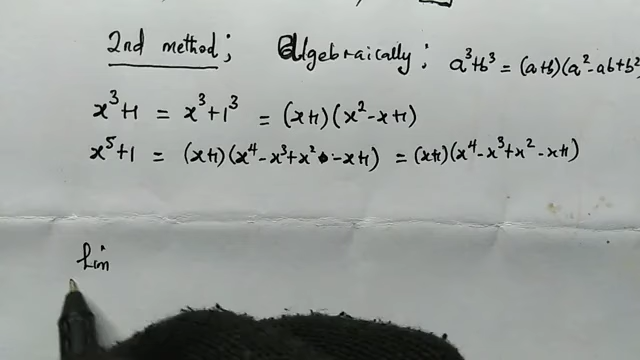 2nd method; Algebraically; a³+b³ = (a+b)(a²-ab+b²
x³+1 = x³+1³ = (x+1)(x²-x+1)
x⁵+1 = (x+1)(x⁴-x³+x²-x+1) = (x+1)(x⁴-x³+x²-x+1)
Lim